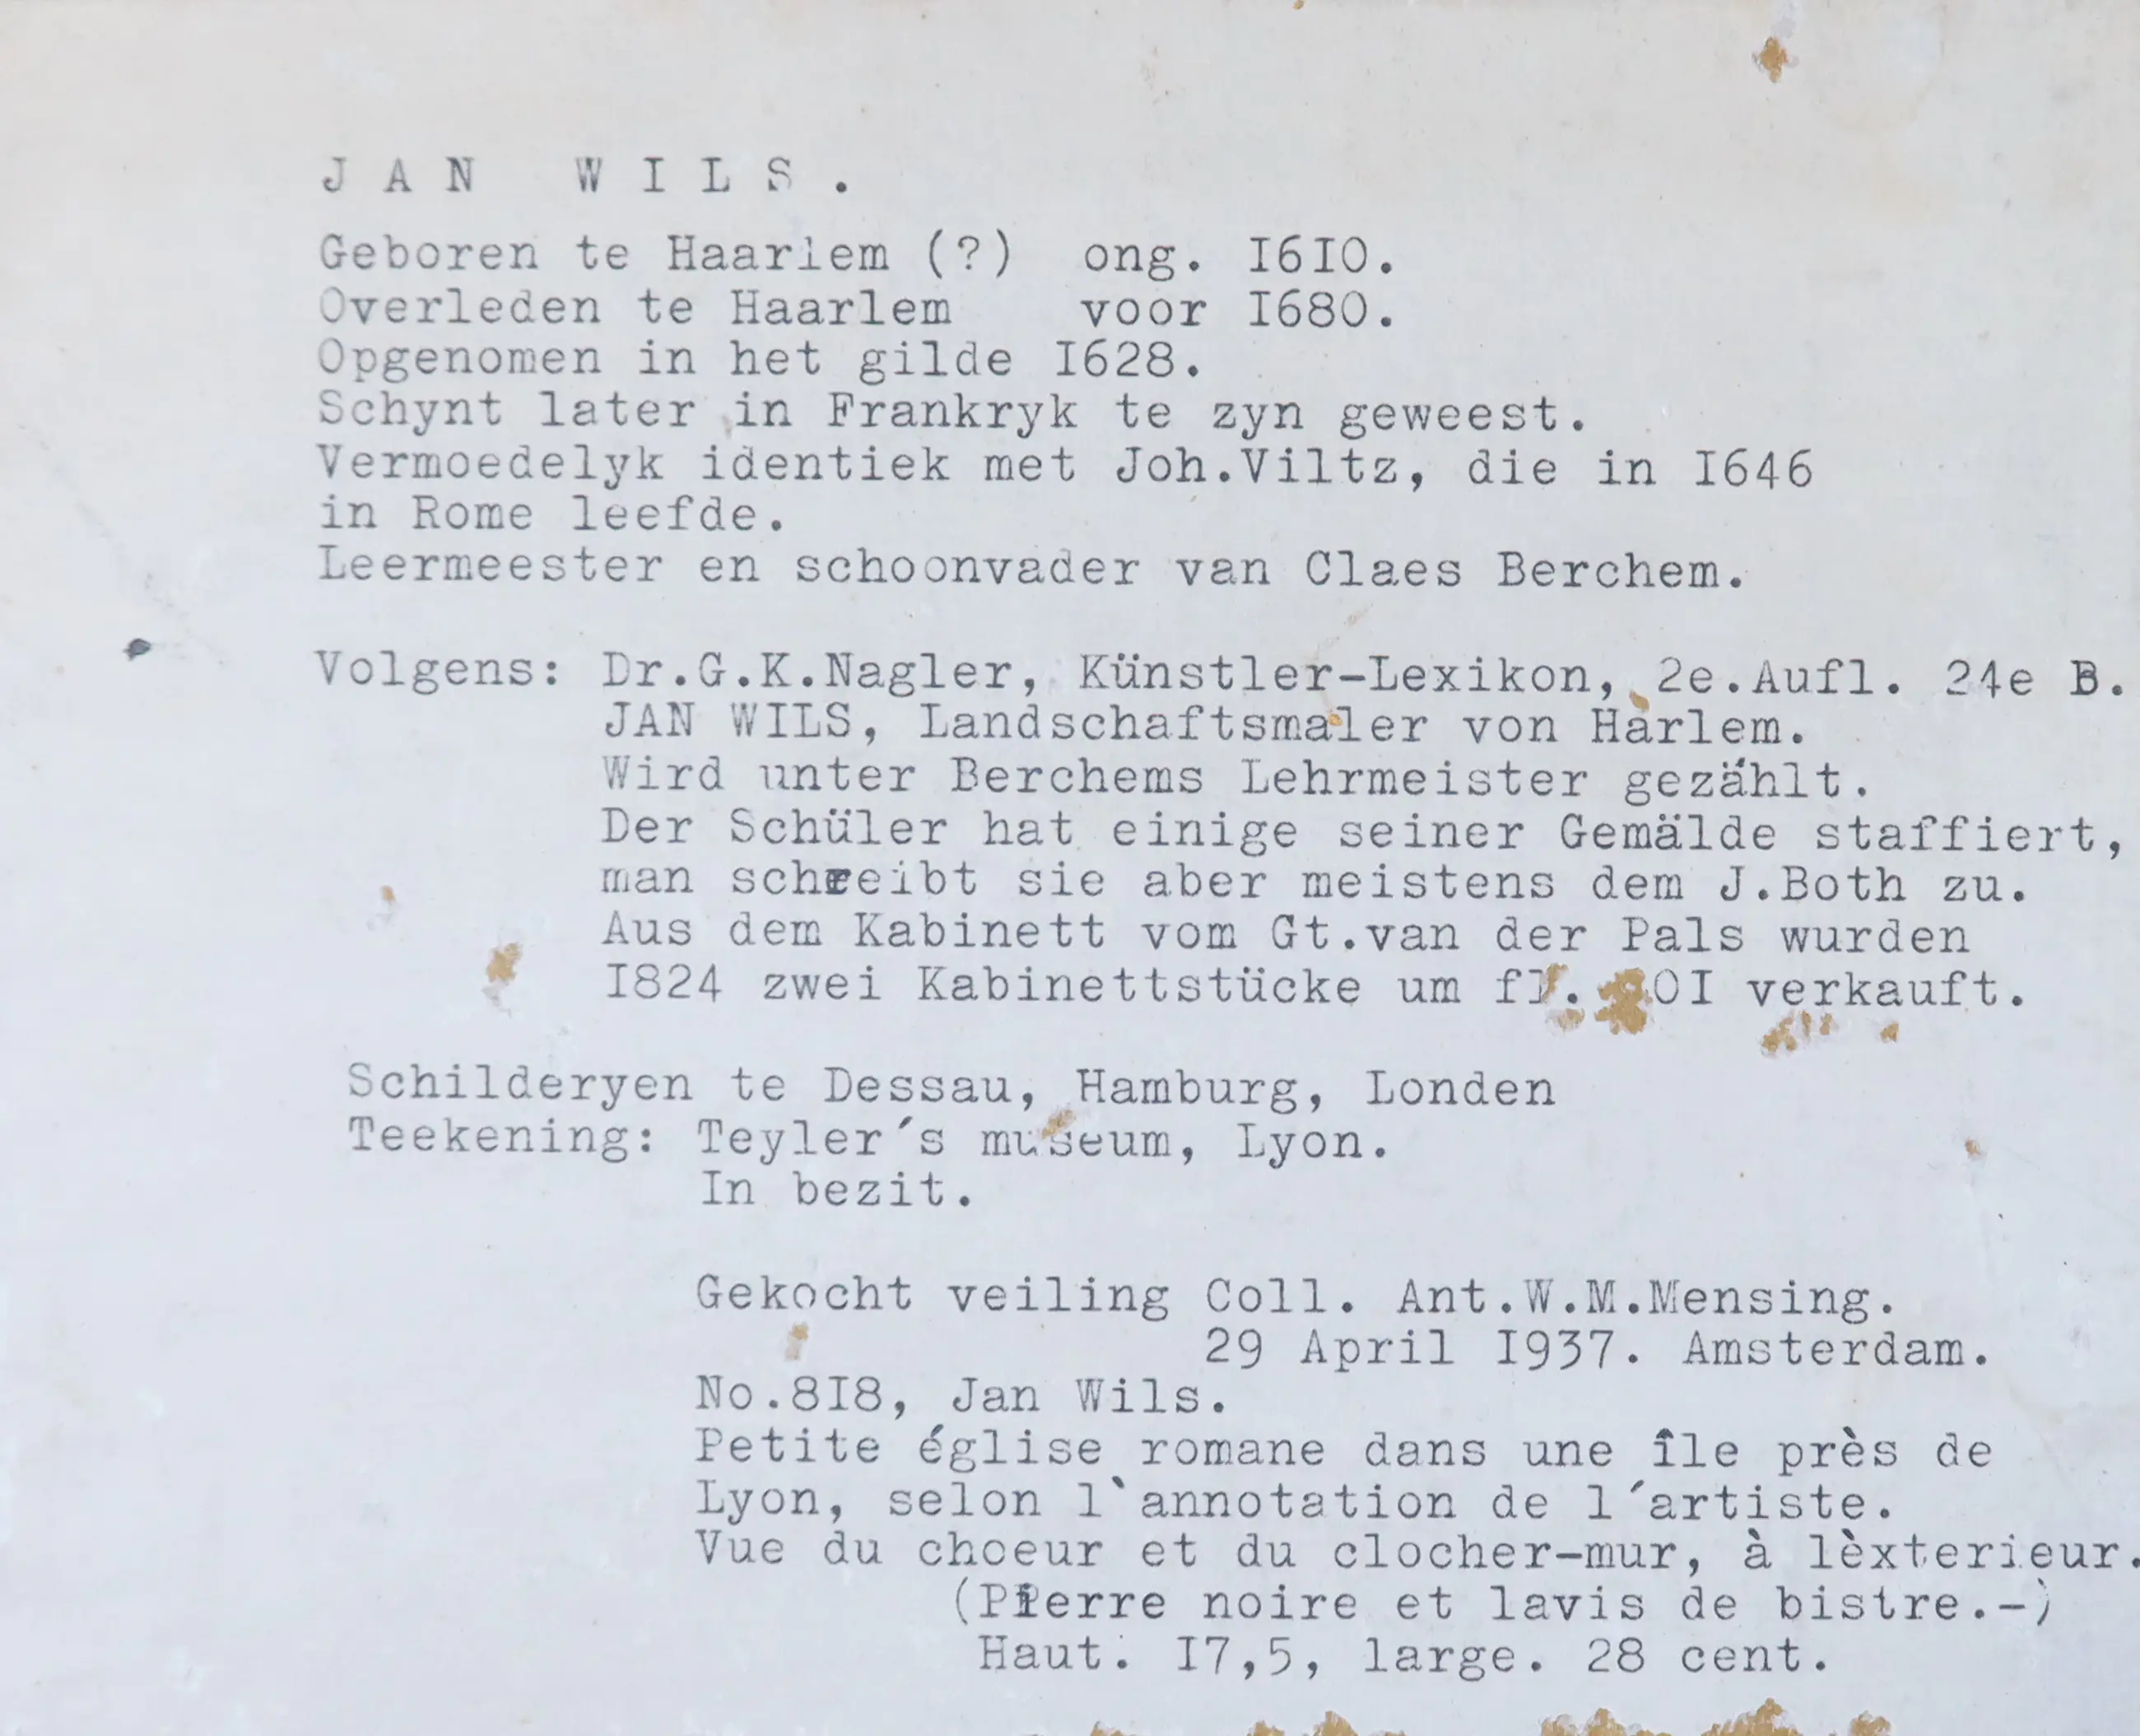 JAN WILS.
Geboren te Haarlem (?) ong. I6I0.
Overleden te Haarlem voor I680.
Opgenomen in het gilde I628.
Schynt later in Frankryk te zyn geweest.
Vermoedelyk identiek met Joh.Viltz, die in I646
in Rome leefde.
Leermeester en schoonvader van Claes Berchem.
Volgens: Dr.G.K.Nagler, Künstler-Lexikon, 2e.Aufl. 24e B.
JAN WILS, Landschaftsmaler von Harlem.
Wird unter Berchems Lehrmeister gezählt.
Der Schüler hat einige seiner Gemälde staffiert,
man schreibt sie aber meistens dem J.Both zu.
Aus dem Kabinett vom Gt.van der Pals wurden
I824 zwei Kabinettstücke um fl. verkauft.
Schilderyen te Dessau, Hamburg, Londen
Teekening: Teyler´s museum, Lyon.
In bezit.
Gekocht veiling Coll. Ant.W.M.Mensing.
29 April I937. Amsterdam.
No.8I8, Jan Wils.
Petite église romane dans une île près de
Lyon, selon l`annotation de l´artiste.
Vue du choeur et du clocher-mur, à lèxterieur.
(Pierre noire et lavis de bistre.-)
Haut. I7,5, large. 28 cent.